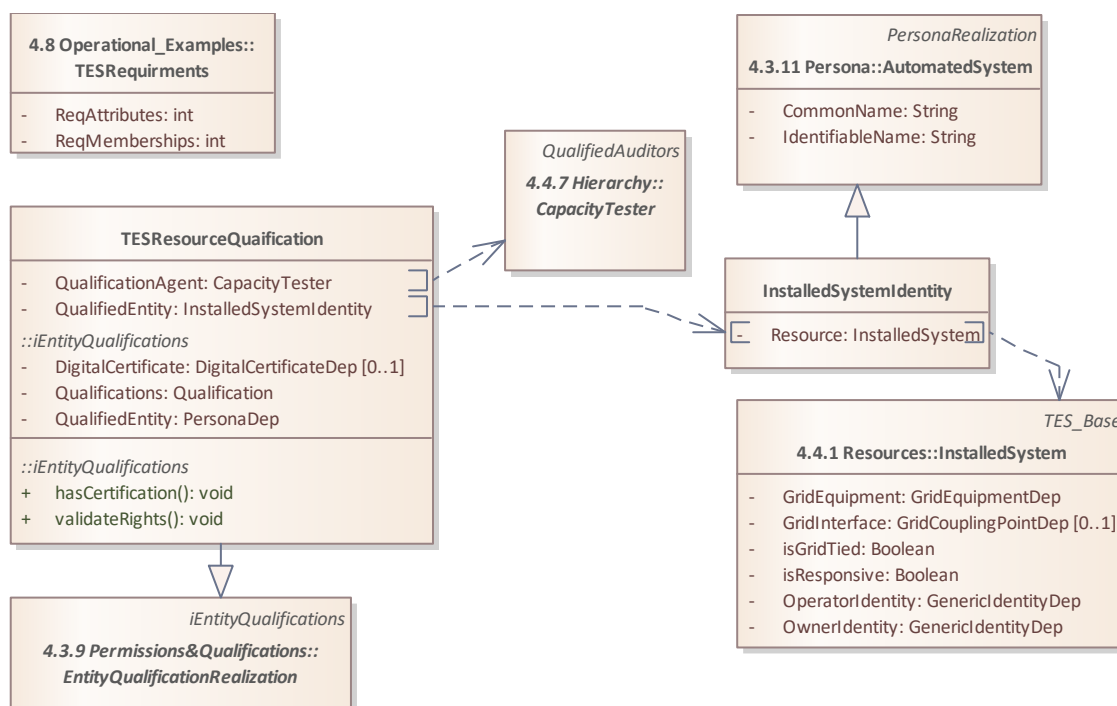 4.8 Operational_Examples::
TESRequirments
- ReqAttributes: int
- ReqMemberships: int
PersonaRealization
4.3.11 Persona::AutomatedSystem
- CommonName: String
- IdentifiableName: String
QualifiedAuditors
4.4.7 Hierarchy::
CapacityTester
TESResourceQuaification
- QualificationAgent: CapacityTester
- QualifiedEntity: InstalledSystemIdentity
::iEntityQualifications
- DigitalCertificate: DigitalCertificateDep [0..1]
- Qualifications: Qualification
- QualifiedEntity: PersonaDep
::iEntityQualifications
+ hasCertification(): void
+ validateRights(): void
InstalledSystemIdentity
- Resource: InstalledSystem
TES_Base
4.4.1 Resources::InstalledSystem
- GridEquipment: GridEquipmentDep
- GridInterface: GridCouplingPointDep [0..1]
- isGridTied: Boolean
- isResponsive: Boolean
- OperatorIdentity: GenericIdentityDep
- OwnerIdentity: GenericIdentityDep
iEntityQualifications
4.3.9 Permissions&Qualifications::
EntityQualificationRealization